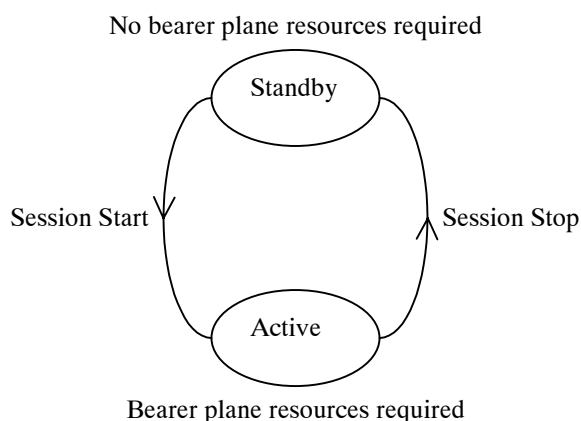 No bearer plane resources required
Standby
Session Start
Session Stop
Active
Bearer plane resources required